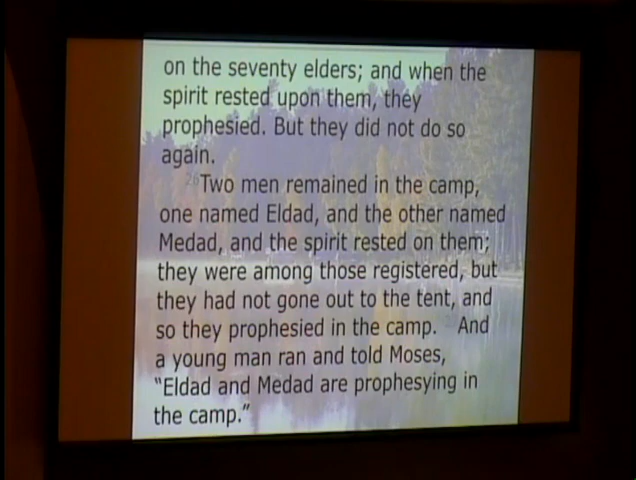 on the seventy elders; and when the
spirit rested upon them, they
prophesied. But they did not do so
again.
26Two men remained in the camp,
one named Eldad, and the other named
Medad, and the spirit rested on them;
they were among those registered, but
they had not gone out to the tent, and
so they prophesied in the camp. And
a young man ran and told Moses,
“Eldad and Medad are prophesying in
the camp.”